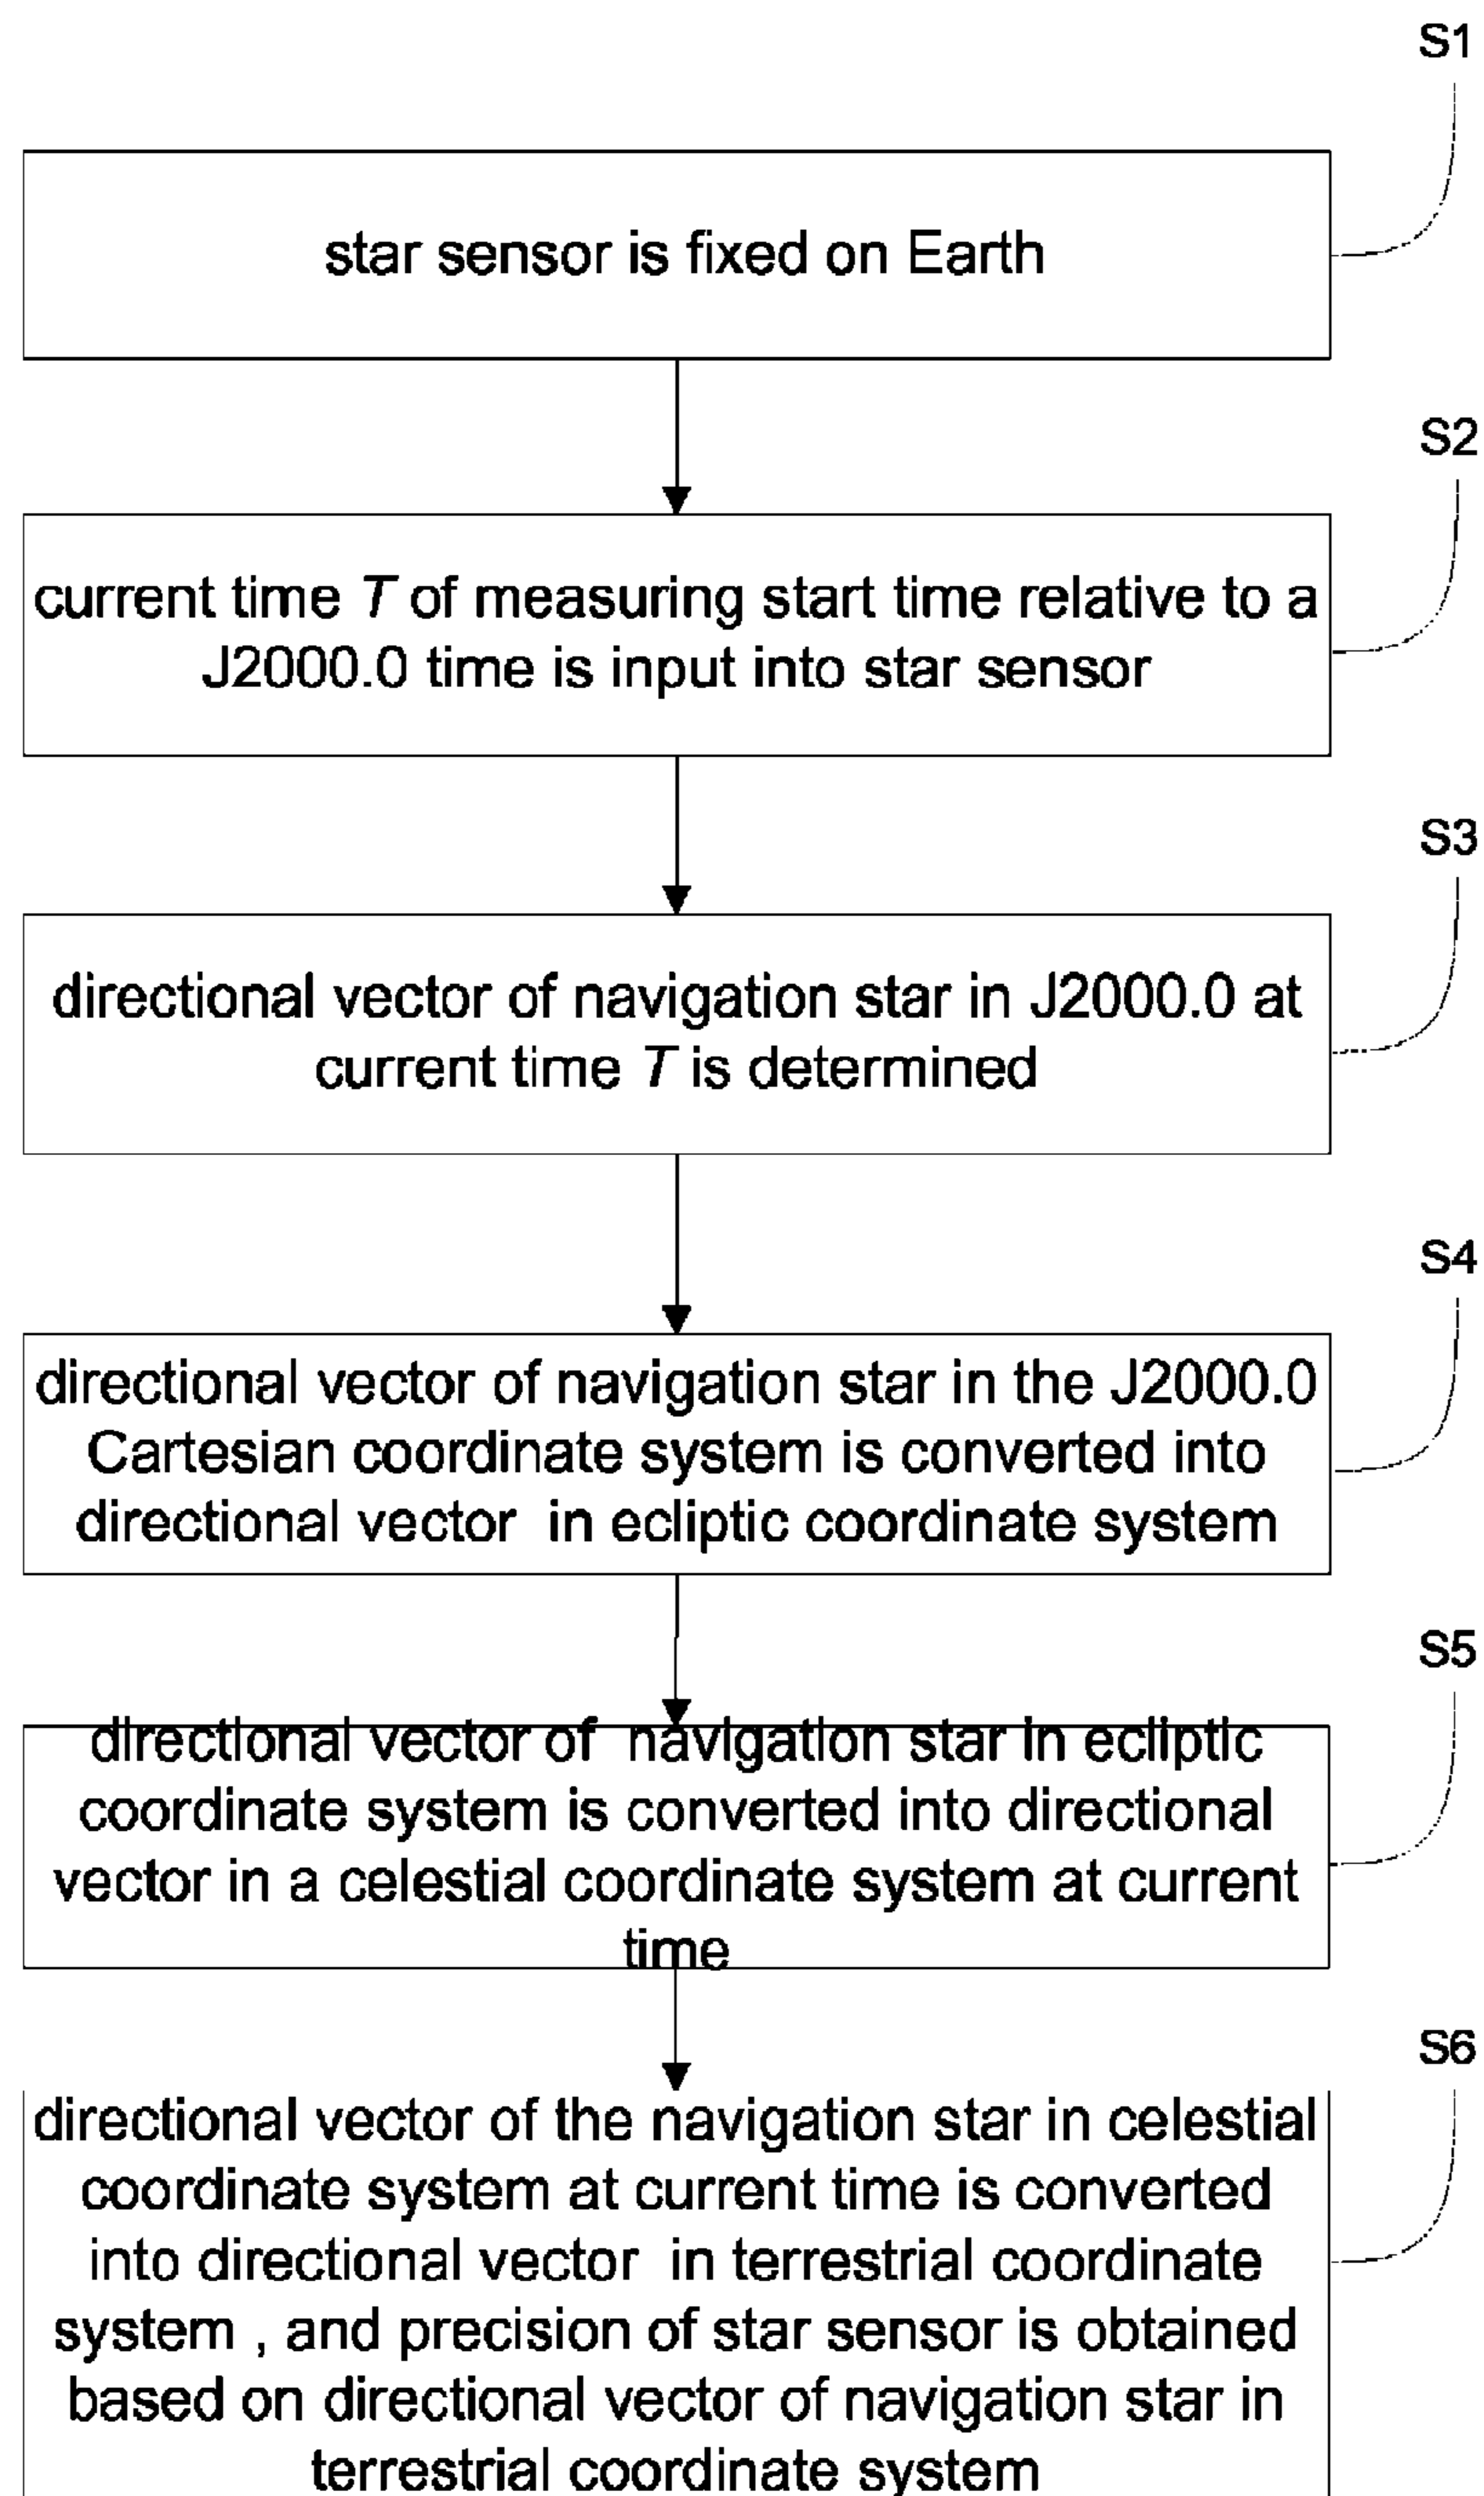 S1
star sensor is fixed on Earth
S2
current time T of measuring start time relative to a
J2000.0 time is input into star sensor
S3
directional vector of navigation star in J2000.0 at
current time T is determined
S4
directional vector of navigation star in the J2000.0
Cartesian coordinate system is converted into
directional vector in ecliptic coordinate system
S5
directional vector of navigation star in ecliptic
coordinate system is converted into directional
vector in a celestial coordinate system at current
time
S6
directional vector of the navigation star in celestial
coordinate system at current time is converted
into directional vector in terrestrial coordinate
system , and precision of star sensor is obtained
based on directional vector of navigation star in
terrestrial coordinate system